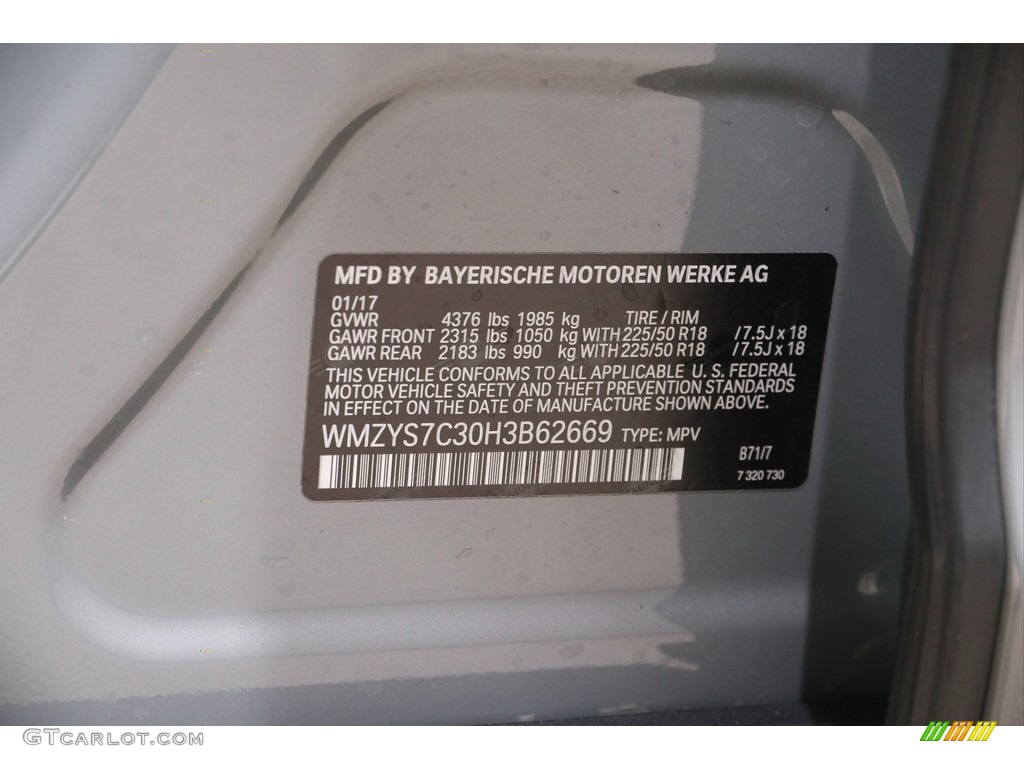 MFD BY BAYERISCHE MOTOREN WERKE AG
01/17
GVWR 4376 lbs 1985 kg TIRE / RIM
GAWR FRONT 2315 lbs 1050 kg WITH 225/50 R18 /7.5J x 18
GAWR REAR 2183 lbs 990 kg WITH 225/50 R18 /7.5J x 18
THIS VEHICLE CONFORMS TO ALL APPLICABLE U. S. FEDERAL
MOTOR VEHICLE SAFETY AND THEFT PREVENTION STANDARDS
IN EFFECT ON THE DATE OF MANUFACTURE SHOWN ABOVE.
WMZYS7C30H3B62669 TYPE: MPV
B71/7
7 320 730
GTcarlot.com